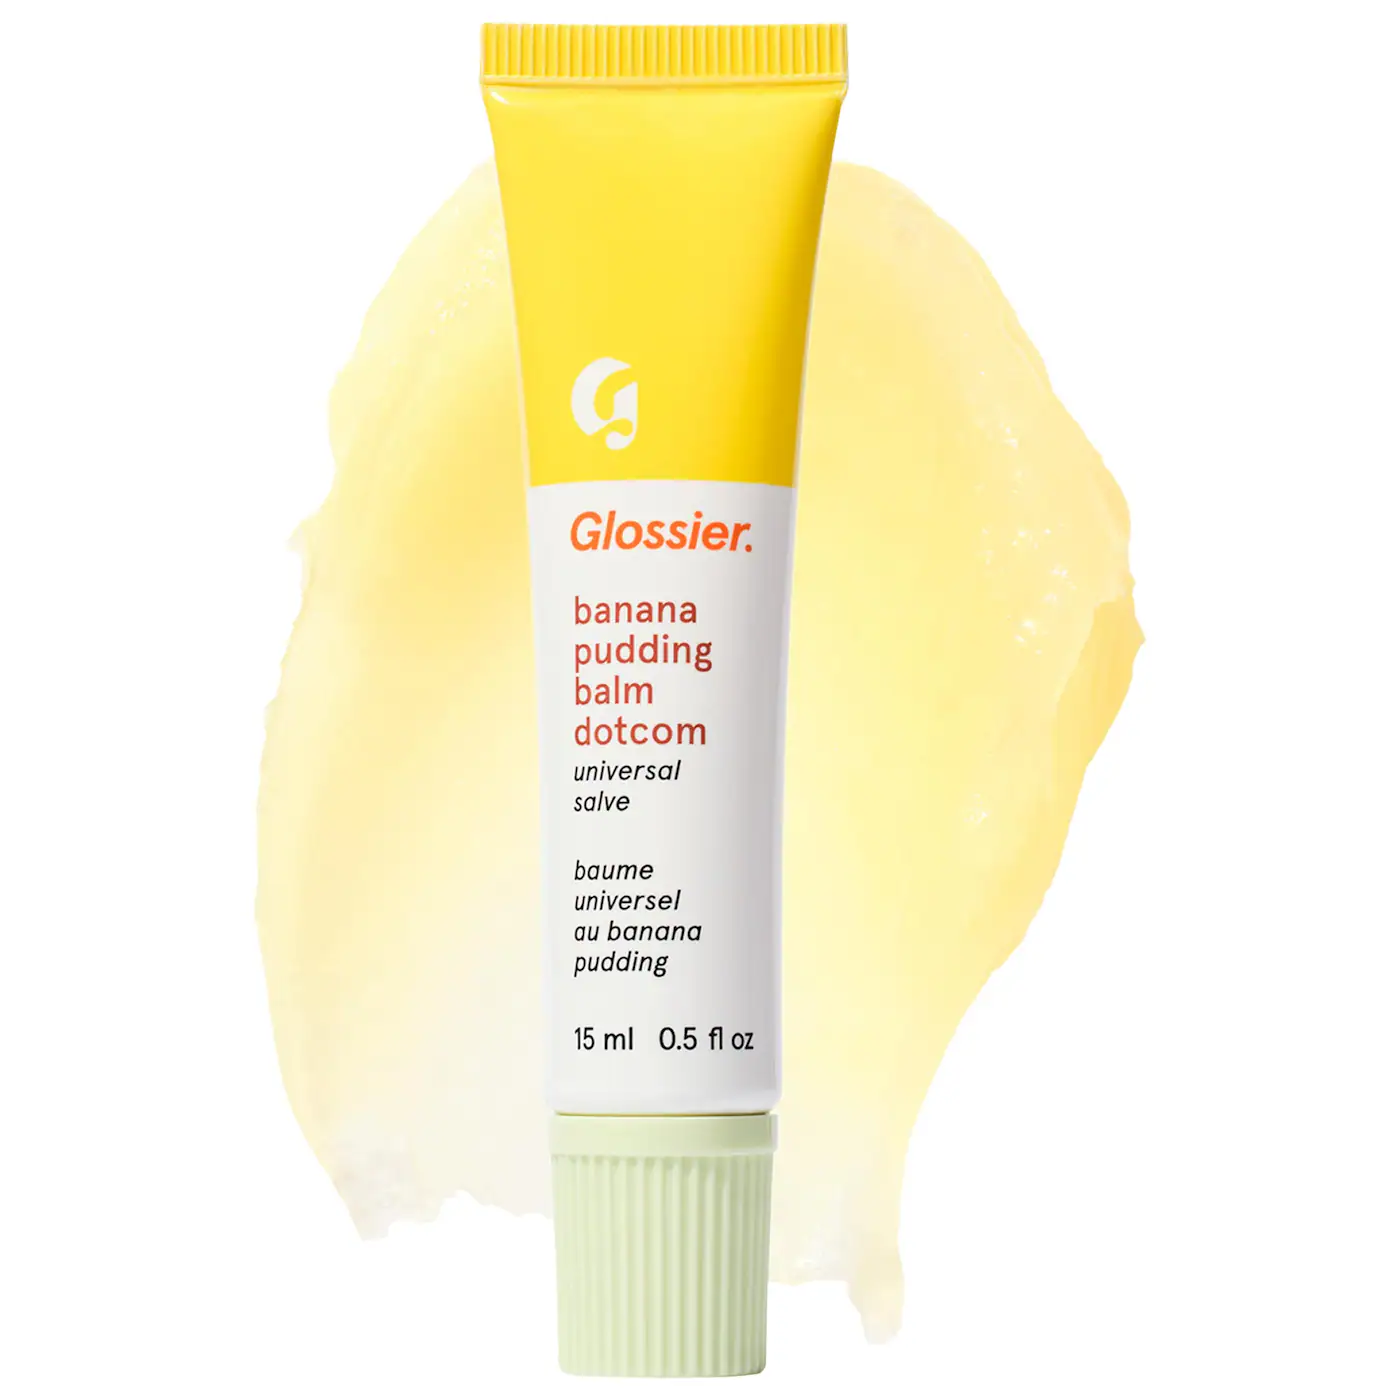 G
Glossier.
banana
pudding
balm
dotcom
universal
salve
baume
universel
au banana
pudding
15 ml 0.5 fl oz